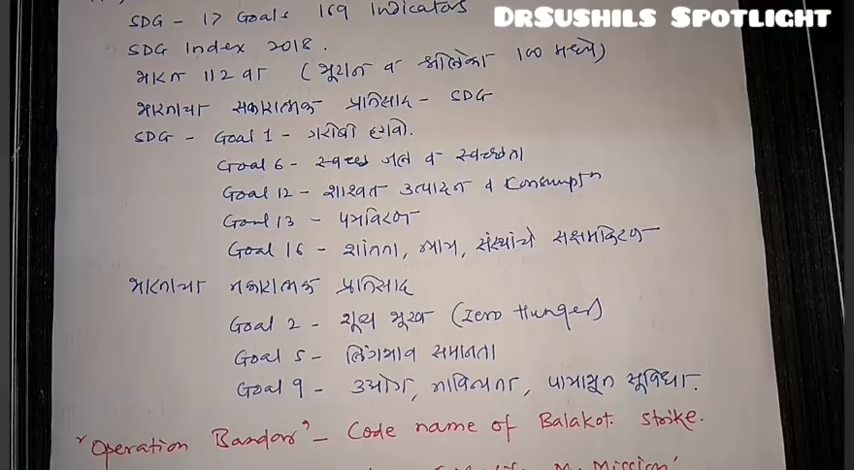 DrSushils Spotlight
SDG - 17 Goals 169 Indicators
SDG Index 2018.
भारत 112 वा (भूतान व श्रीलंका 100 मध्ये)
भारताचा सकारात्मक प्रतिसाद - SDG
SDG - Goal 1 - गरीबी हटावो.
Goal 6 - स्वच्छ जल व स्वच्छता
Goal 12 - शाश्वत उत्पादन व Consumptn
Goal 13 - पर्यावरण
Goal 16 - शांतता, न्याय, संस्थांचे सक्षमीकरण
भारताचा नकारात्मक प्रतिसाद
Goal 2 - शून्य भूख (Zero Hunger)
Goal 5 - लिंगभाव समानता
Goal 9 - उद्योग, नाविन्यता, पायाभूत सुविधा.
"Operation Bandar" - Code name of Balakot strike.
Mission'